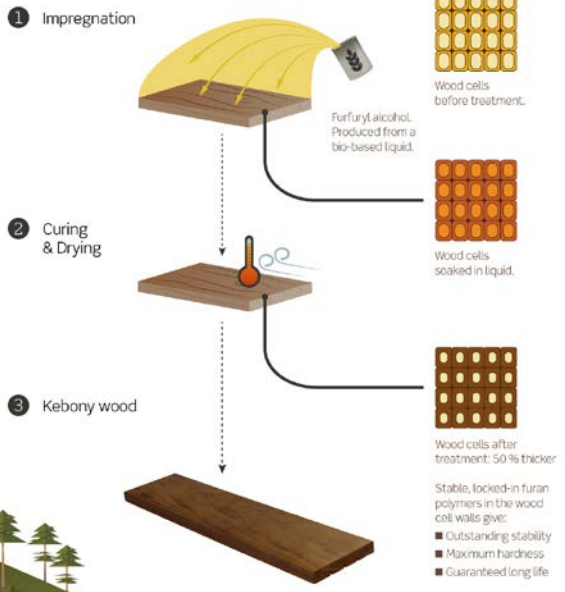 1 Impregnation
Wood cells
before treatment.
Furfuryl alcohol.
Produced from a
bio-based liquid.
Wood cells
soaked in liquid.
2 Curing
& Drying
3 Kebony wood
Wood cells after
treatment: 50 % thicker
Stable, locked-in furan
polymers in the wood
cell walls give:
■ Outstanding stability
■ Maximum hardness
■ Guaranteed long life